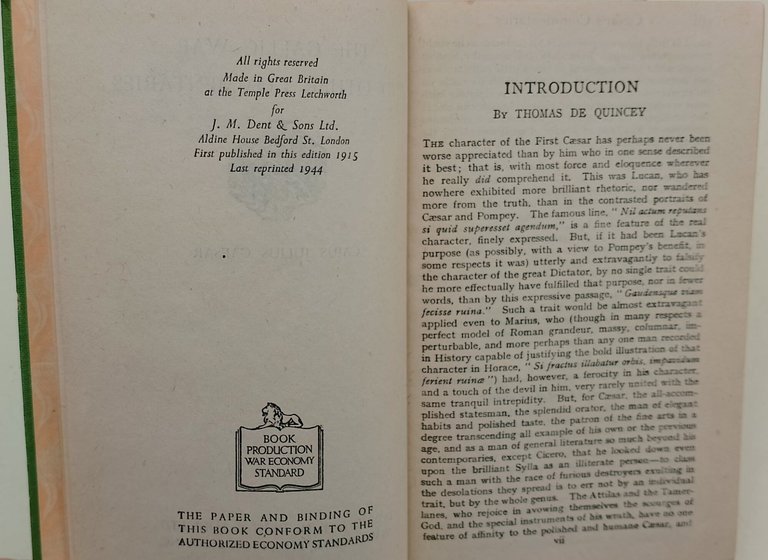 All rights reserved
Made in Great Britain
at the Temple Press Letchworth
for
J. M. Dent & Sons Ltd.
Aldine House Bedford St. London
First published in this edition 1915
Last reprinted 1944
BOOK
PRODUCTION
WAR ECONOMY
STANDARD
THE PAPER AND BINDING OF
THIS BOOK CONFORM TO THE
AUTHORIZED ECONOMY STANDARDS
INTRODUCTION
BY THOMAS DE QUINCEY
THE character of the First Cæsar has perhaps never been
worse appreciated than by him who in one sense described
it best; that is, with most force and eloquence wherever
he really did comprehend it. This was Lucan, who has
nowhere exhibited more brilliant rhetoric, nor wandered
more from the truth, than in the contrasted portraits of
Cæsar and Pompey. The famous line, "Nil actum reputans
si quid superesset agendum," is a fine feature of the real
character, finely expressed. But, if it had been Lucan's
purpose (as possibly, with a view to Pompey's benefit, in
some respects it was) utterly and extravagantly to falsify
the character of the great Dictator, by no single trait could
he more effectually have fulfilled that purpose, nor in fewer
words, than by this expressive passage, "Gaudensque viam
fecisse ruina." Such a trait would be almost extravagant
applied even to Marius, who (though in many respects a
perfect model of Roman grandeur, massy, columnar, im-
perturbable, and more perhaps than any one man recorded
in History capable of justifying the bold illustration of that
character in Horace, "Si fractus illabatur orbis, impavidum
ferient ruinæ") had, however, a ferocity in his character,
and a touch of the devil in him, very rarely united with the
same tranquil intrepidity. But, for Cæsar, the all-accom-
plished statesman, the splendid orator, the man of elegant
habits and polished taste, the patron of the fine arts in a
degree transcending all example of his own or the previous
age, and as a man of general literature so much beyond his
contemporaries, except Cicero, that he looked down even
upon the brilliant Sylla as an illiterate person—to class
such a man with the race of furious destroyers exulting in
the desolations they spread is to err not by an individual
trait, but by the whole genus. The Attilas and the Tamer-
lanes, who rejoice in avowing themselves the scourges of
God, and the special instruments of his wrath, have no one
feature of affinity to the polished and humane Cæsar, and
vii